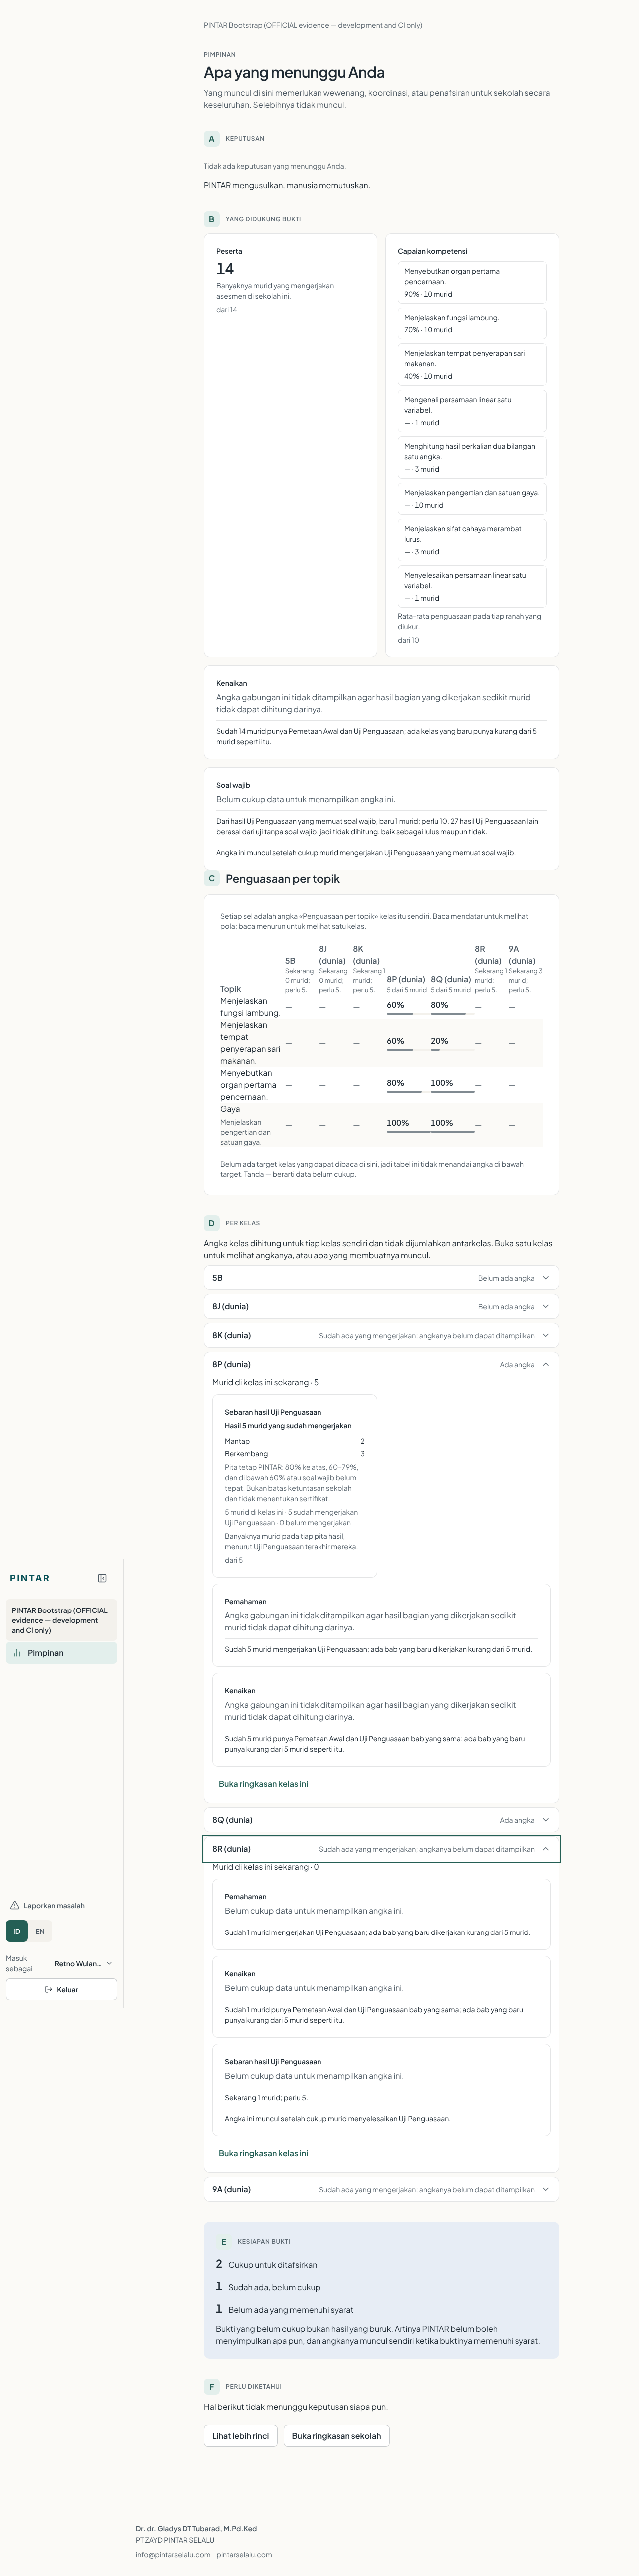 PINTAR Bootstrap (OFFICIAL evidence — development and CI only)
PIMPINAN
Apa yang menunggu Anda
Yang muncul di sini memerlukan wewenang, koordinasi, atau penafsiran untuk sekolah secara
keseluruhan. Selebihnya tidak muncul.
A KEPUTUSAN
Tidak ada keputusan yang menunggu Anda.
PINTAR mengusulkan, manusia memutuskan.
B YANG DIDUKUNG BUKTI
Peserta
14
Banyaknya murid yang mengerjakan
asesmen di sekolah ini.
dari 14
Capaian kompetensi
Menyebutkan organ pertama
pencernaan.
90% · 10 murid
Menjelaskan fungsi lambung.
70% · 10 murid
Menjelaskan tempat penyerapan sari
makanan.
40% · 10 murid
Mengenali persamaan linear satu
variabel.
— · 1 murid
Menghitung hasil perkalian dua bilangan
satu angka.
— · 3 murid
Menjelaskan pengertian dan satuan gaya.
— · 10 murid
Menjelaskan sifat cahaya merambat
lurus.
— · 3 murid
Menyelesaikan persamaan linear satu
variabel.
— · 1 murid
Rata-rata penguasaan pada tiap ranah yang
diukur.
dari 10
Kenaikan
Angka gabungan ini tidak ditampilkan agar hasil bagian yang dikerjakan sedikit murid
tidak dapat dihitung darinya.
Sudah 14 murid punya Pemetaan Awal dan Uji Penguasaan; ada kelas yang baru punya kurang dari 5
murid seperti itu.
Soal wajib
Belum cukup data untuk menampilkan angka ini.
Dari hasil Uji Penguasaan yang memuat soal wajib, baru 1 murid; perlu 10. 27 hasil Uji Penguasaan lain
berasal dari uji tanpa soal wajib, jadi tidak dihitung, baik sebagai lulus maupun tidak.
Angka ini muncul setelah cukup murid mengerjakan Uji Penguasaan yang memuat soal wajib.
C Penguasaan per topik
Setiap sel adalah angka «Penguasaan per topik» kelas itu sendiri. Baca mendatar untuk melihat
pola; baca menurun untuk melihat satu kelas.
Topik
5B
Sekarang
0 murid;
perlu 5.
8J
(dunia)
Sekarang
0 murid;
perlu 5.
8K
(dunia)
Sekarang 1
murid;
perlu 5.
8P (dunia)
5 dari 5 murid
8Q (dunia)
5 dari 5 murid
8R
(dunia)
Sekarang 1
murid;
perlu 5.
9A
(dunia)
Sekarang 3
murid;
perlu 5.
Menjelaskan
fungsi lambung.
— — — 60% 80% — —
Menjelaskan
tempat
penyerapan sari
makanan.
— — — 60% 20% — —
Menyebutkan
organ pertama
pencernaan.
— — — 80% 100% — —
Gaya
Menjelaskan
pengertian dan
satuan gaya.
— — — 100% 100% — —
Belum ada target kelas yang dapat dibaca di sini, jadi tabel ini tidak menandai angka di bawah
target. Tanda — berarti data belum cukup.
D PER KELAS
Angka kelas dihitung untuk tiap kelas sendiri dan tidak dijumlahkan antarkelas. Buka satu kelas
untuk melihat angkanya, atau apa yang membuatnya muncul.
5B Belum ada angka
8J (dunia) Belum ada angka
8K (dunia) Sudah ada yang mengerjakan; angkanya belum dapat ditampilkan
8P (dunia) Ada angka
Murid di kelas ini sekarang · 5
Sebaran hasil Uji Penguasaan
Hasil 5 murid yang sudah mengerjakan
Mantap 2
Berkembang 3
Pita tetap PINTAR: 80% ke atas, 60–79%,
dan di bawah 60% atau soal wajib belum
tepat. Bukan batas ketuntasan sekolah
dan tidak menentukan sertifikat.
5 murid di kelas ini · 5 sudah mengerjakan
Uji Penguasaan · 0 belum mengerjakan
Banyaknya murid pada tiap pita hasil,
menurut Uji Penguasaan terakhir mereka.
dari 5
Pemahaman
Angka gabungan ini tidak ditampilkan agar hasil bagian yang dikerjakan sedikit
murid tidak dapat dihitung darinya.
Sudah 5 murid mengerjakan Uji Penguasaan; ada bab yang baru dikerjakan kurang dari 5 murid.
Kenaikan
Angka gabungan ini tidak ditampilkan agar hasil bagian yang dikerjakan sedikit
murid tidak dapat dihitung darinya.
Sudah 5 murid punya Pemetaan Awal dan Uji Penguasaan bab yang sama; ada bab yang baru
punya kurang dari 5 murid seperti itu.
Buka ringkasan kelas ini
8Q (dunia) Ada angka
8R (dunia) Sudah ada yang mengerjakan; angkanya belum dapat ditampilkan
Murid di kelas ini sekarang · 0
Pemahaman
Belum cukup data untuk menampilkan angka ini.
Sudah 1 murid mengerjakan Uji Penguasaan; ada bab yang baru dikerjakan kurang dari 5 murid.
Kenaikan
Belum cukup data untuk menampilkan angka ini.
Sudah 1 murid punya Pemetaan Awal dan Uji Penguasaan bab yang sama; ada bab yang baru
punya kurang dari 5 murid seperti itu.
Sebaran hasil Uji Penguasaan
Belum cukup data untuk menampilkan angka ini.
Sekarang 1 murid; perlu 5.
Angka ini muncul setelah cukup murid menyelesaikan Uji Penguasaan.
Buka ringkasan kelas ini
9A (dunia) Sudah ada yang mengerjakan; angkanya belum dapat ditampilkan
E KESIAPAN BUKTI
2 Cukup untuk ditafsirkan
1 Sudah ada, belum cukup
1 Belum ada yang memenuhi syarat
Bukti yang belum cukup bukan hasil yang buruk. Artinya PINTAR belum boleh
menyimpulkan apa pun, dan angkanya muncul sendiri ketika buktinya memenuhi syarat.
F PERLU DIKETAHUI
Hal berikut tidak menunggu keputusan siapa pun.
Lihat lebih rinci
Buka ringkasan sekolah
PINTAR
PINTAR Bootstrap (OFFICIAL
evidence — development
and CI only)
Pimpinan
Laporkan masalah
ID EN
Masuk
sebagai
Retno Wulan...
Keluar
Dr. dr. Gladys DT Tubarad, M.Pd.Ked
PT ZAYD PINTAR SELALU
info@pintarselalu.com pintarselalu.com